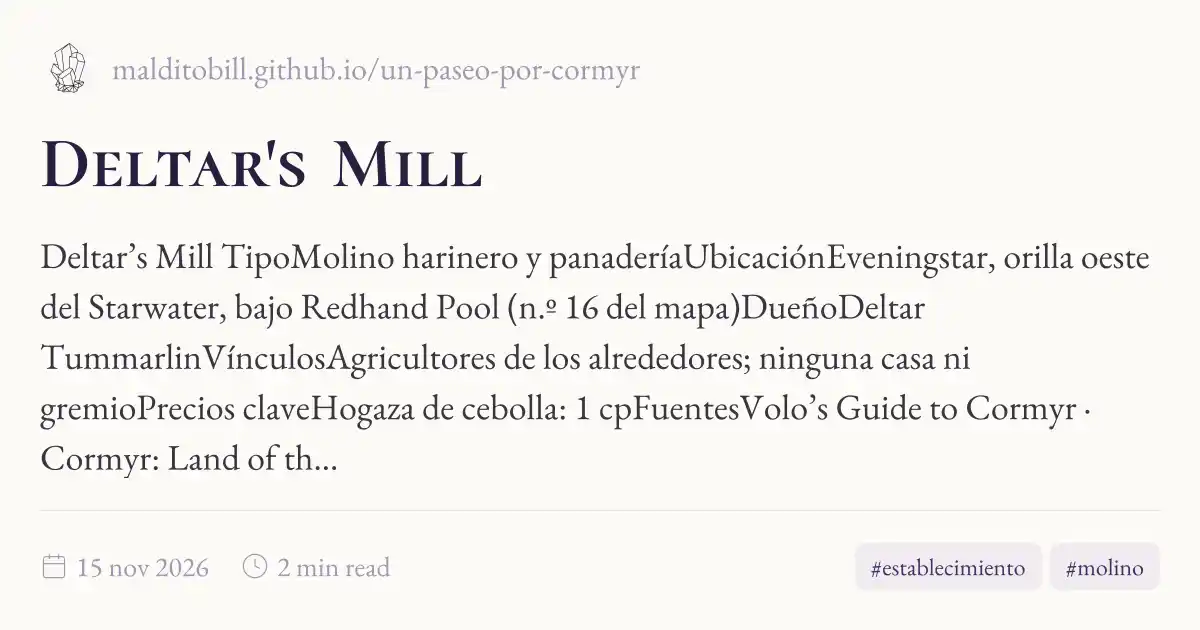 malditobill.github.io/un-paseo-por-cormyr
Deltar's Mill
Deltar’s Mill TipoMolino harinero y panaderíaUbicaciónEveningstar, orilla oeste
del Starwater, bajo Redhand Pool (n.º 16 del mapa)DueñoDeltar
TummarlinVínculosAgricultores de los alrededores; ninguna casa ni
gremioPrecios claveHogaza de cebolla: 1 cpFuentesVolo’s Guide to Cormyr ·
Cormyr: Land of th...
15 nov 2026 2 min read #establecimiento #molino